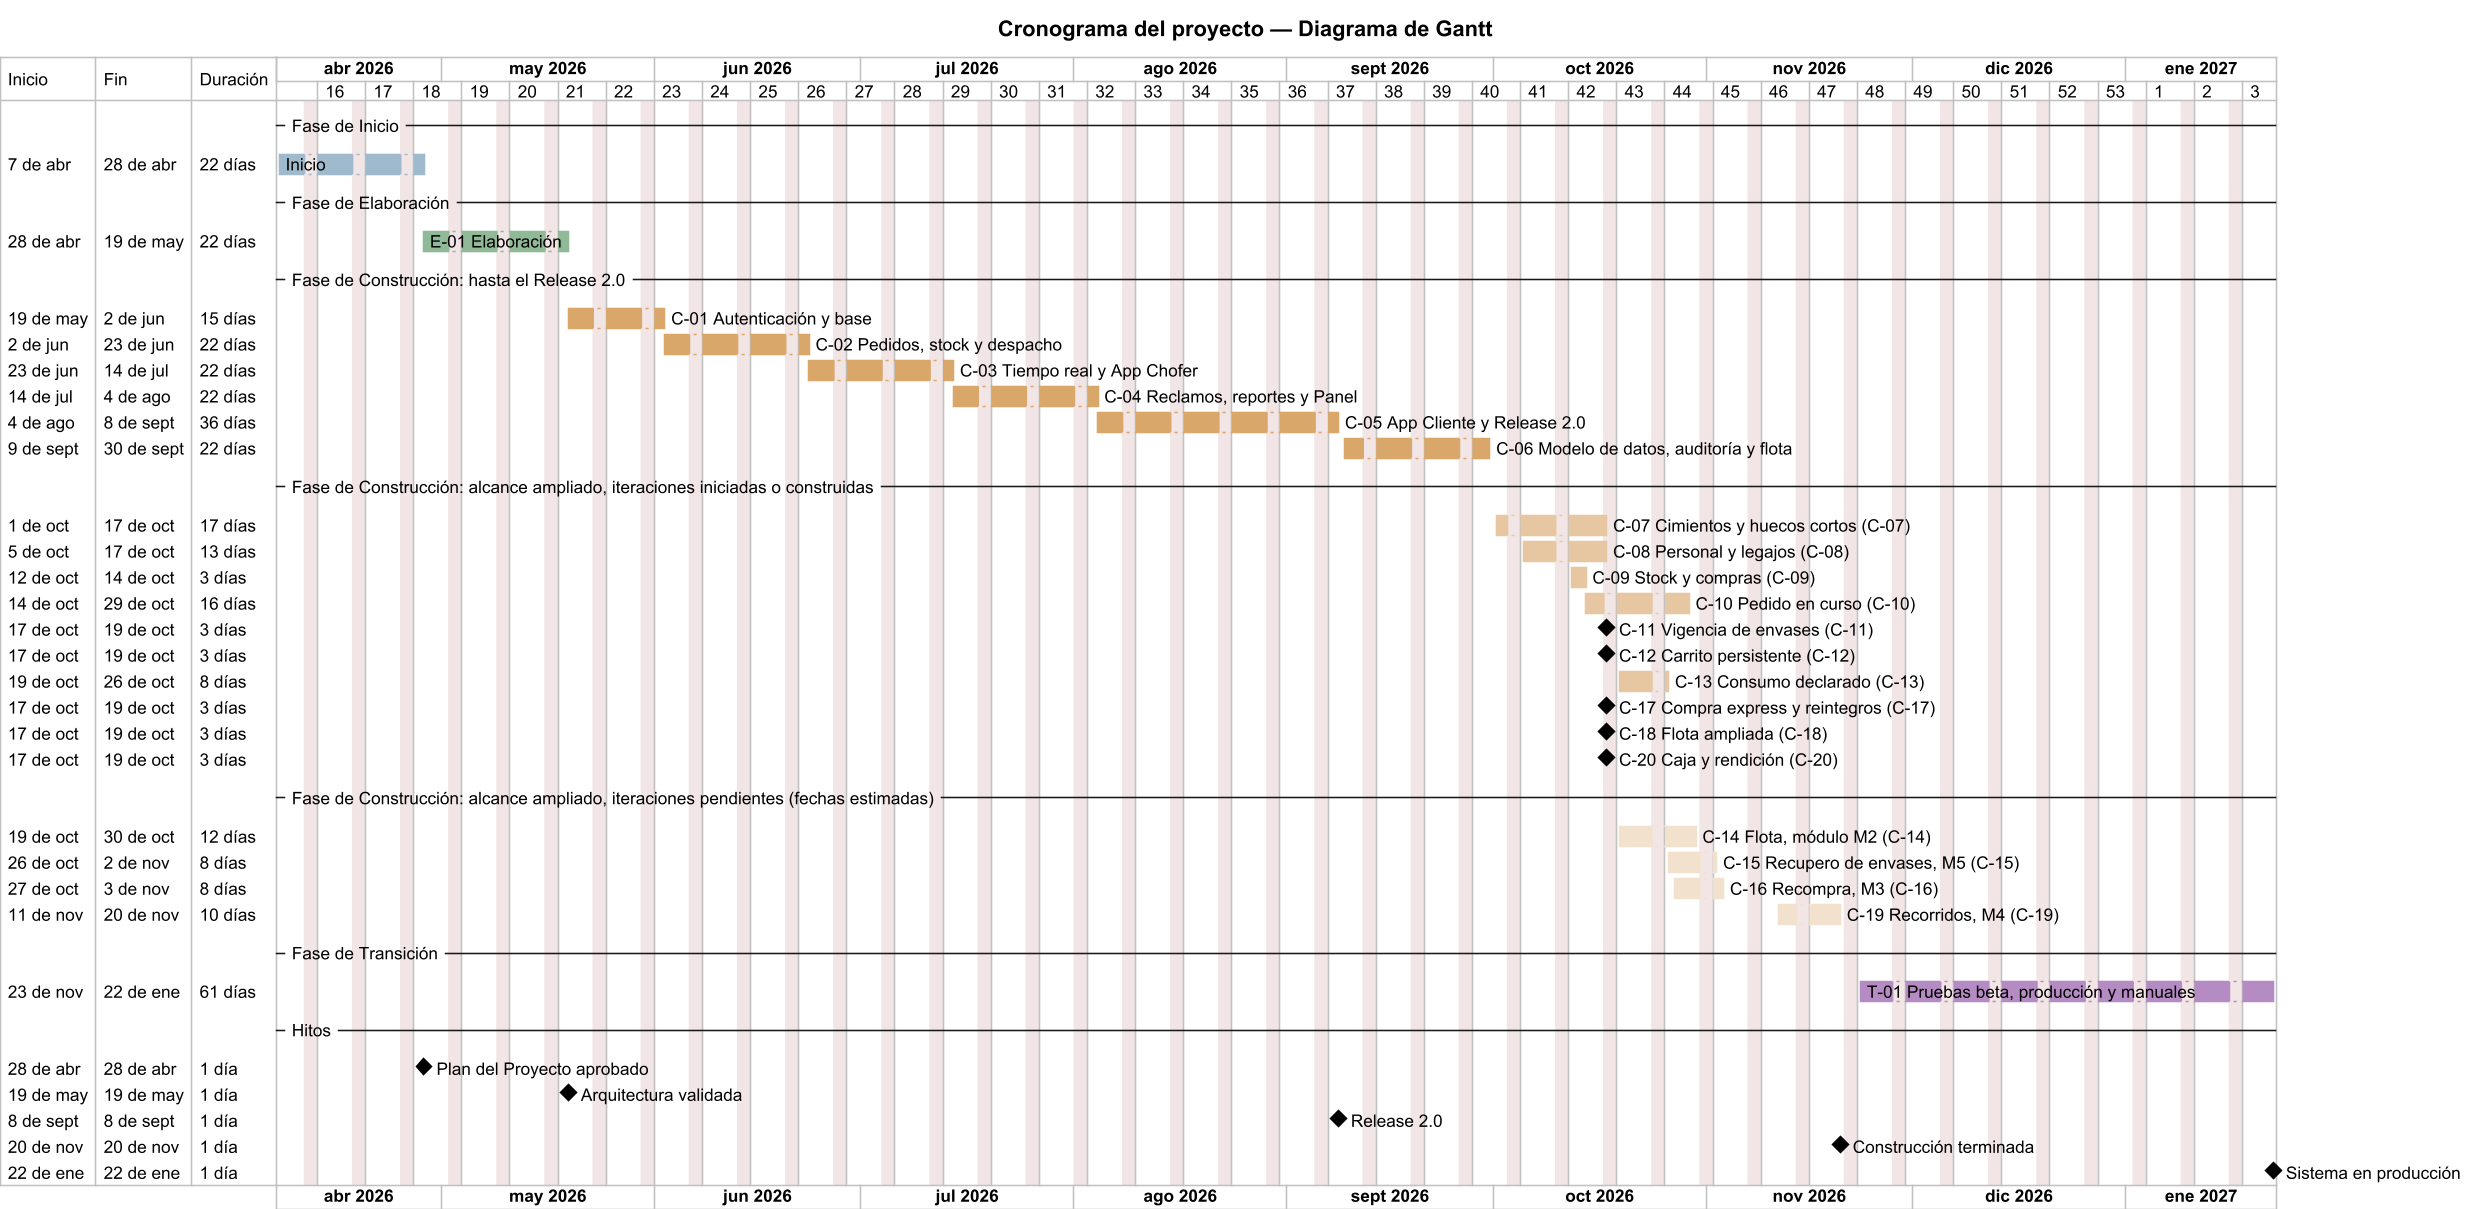 Cronograma del proyecto — Diagrama de Gantt
Inicio Fin Duración abr 2026 may 2026 jun 2026 jul 2026 ago 2026 sept 2026 oct 2026 nov 2026 dic 2026 ene 2027
16 17 18 19 20 21 22 23 24 25 26 27 28 29 30 31 32 33 34 35 36 37 38 39 40 41 42 43 44 45 46 47 48 49 50 51 52 53 1 2 3
Fase de Inicio
7 de abr 28 de abr 22 días Inicio
Fase de Elaboración
28 de abr 19 de may 22 días E-01 Elaboración
Fase de Construcción: hasta el Release 2.0
19 de may 2 de jun 15 días C-01 Autenticación y base
2 de jun 23 de jun 22 días C-02 Pedidos, stock y despacho
23 de jun 14 de jul 22 días C-03 Tiempo real y App Chofer
14 de jul 4 de ago 22 días C-04 Reclamos, reportes y Panel
4 de ago 8 de sept 36 días C-05 App Cliente y Release 2.0
9 de sept 30 de sept 22 días C-06 Modelo de datos, auditoría y flota
Fase de Construcción: alcance ampliado, iteraciones iniciadas o construidas
1 de oct 17 de oct 17 días C-07 Cimientos y huecos cortos (C-07)
5 de oct 17 de oct 13 días C-08 Personal y legajos (C-08)
12 de oct 14 de oct 3 días C-09 Stock y compras (C-09)
14 de oct 29 de oct 16 días C-10 Pedido en curso (C-10)
17 de oct 19 de oct 3 días C-11 Vigencia de envases (C-11)
17 de oct 19 de oct 3 días C-12 Carrito persistente (C-12)
19 de oct 26 de oct 8 días C-13 Consumo declarado (C-13)
17 de oct 19 de oct 3 días C-17 Compra express y reintegros (C-17)
17 de oct 19 de oct 3 días C-18 Flota ampliada (C-18)
17 de oct 19 de oct 3 días C-20 Caja y rendición (C-20)
Fase de Construcción: alcance ampliado, iteraciones pendientes (fechas estimadas)
19 de oct 30 de oct 12 días C-14 Flota, módulo M2 (C-14)
26 de oct 2 de nov 8 días C-15 Recupero de envases, M5 (C-15)
27 de oct 3 de nov 8 días C-16 Recompra, M3 (C-16)
11 de nov 20 de nov 10 días C-19 Recorridos, M4 (C-19)
Fase de Transición
23 de nov 22 de ene 61 días T-01 Pruebas beta, producción y manuales
Hitos
28 de abr 28 de abr 1 día Plan del Proyecto aprobado
19 de may 19 de may 1 día Arquitectura validada
8 de sept 8 de sept 1 día Release 2.0
20 de nov 20 de nov 1 día Construcción terminada
22 de ene 22 de ene 1 día Sistema en producción
abr 2026 may 2026 jun 2026 jul 2026 ago 2026 sept 2026 oct 2026 nov 2026 dic 2026 ene 2027